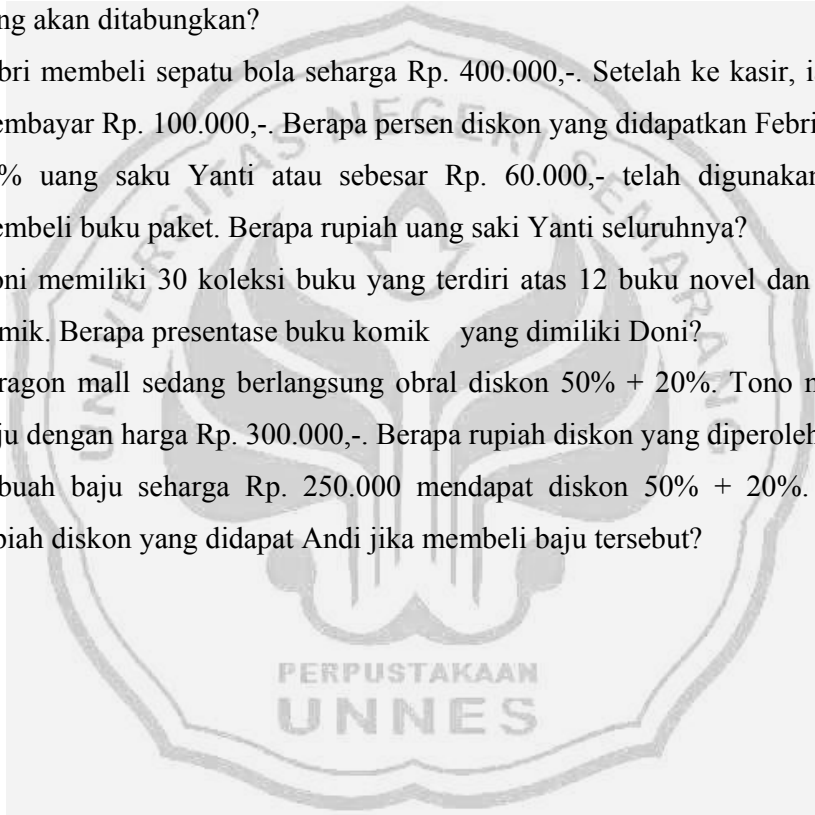 ng akan ditabungkan?
bri membeli sepatu bola seharga Rp. 400.000,-. Setelah ke kasir, i
embayar Rp. 100.000,-. Berapa persen diskon yang didapatkan Febri
% uang saku Yanti atau sebesar Rp. 60.000,- telah digunakan
embeli buku paket. Berapa rupiah uang saki Yanti seluruhnya?
oni memiliki 30 koleksi buku yang terdiri atas 12 buku novel dan
mik. Berapa presentase buku komik yang dimiliki Doni?
ragon mall sedang berlangsung obral diskon 50% + 20%. Tono m
ju dengan harga Rp. 300.000,-. Berapa rupiah diskon yang diperoleh
buah baju seharga Rp. 250.000 mendapat diskon 50% + 20%.
piah diskon yang didapat Andi jika membeli baju tersebut?
UNIVERSITAS NEGERI SEMARANG
PERPUSTAKAAN
UNNES